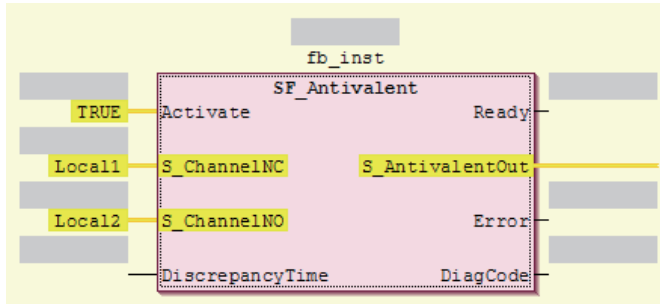 fb_inst
SF_Antivalent
TRUE Activate Ready
Local1 S_ChannelNC S_AntivalentOut
Local2 S_ChannelNO Error
DiscrepancyTime DiagCode